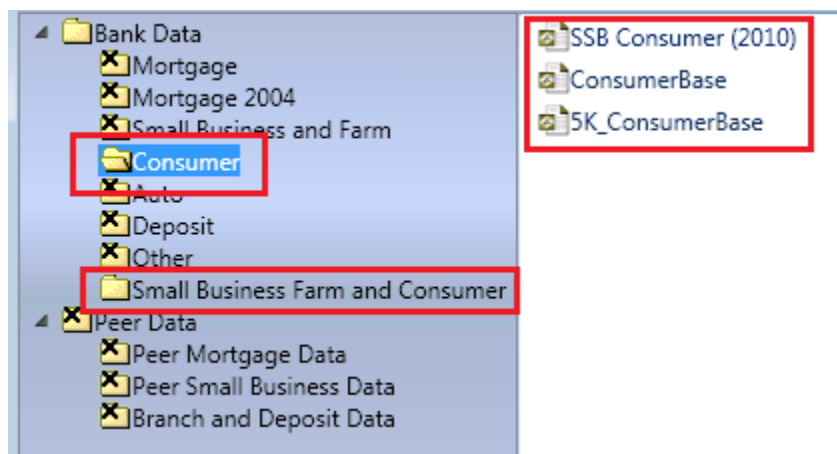 Bank Data
Mortgage
Mortgage 2004
Small Business and Farm
Consumer
Auto
Deposit
Other
Small Business Farm and Consumer
Peer Data
Peer Mortgage Data
Peer Small Business Data
Branch and Deposit Data
SSB Consumer (2010)
ConsumerBase
5K_ConsumerBase